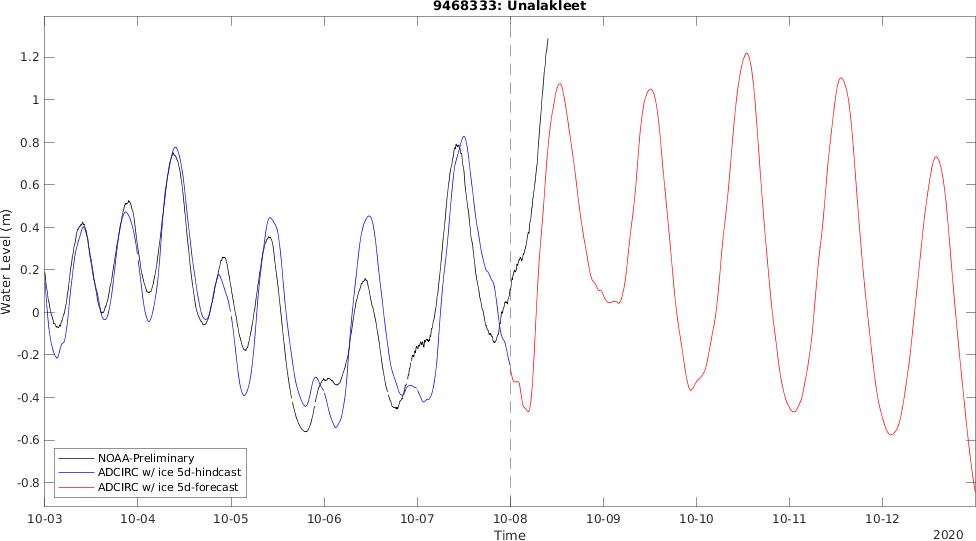 9468333: Unalakleet
Water Level (m)
1.2
1
0.8
0.6
0.4
0.2
0
-0.2
-0.4
-0.6
-0.8
NOAA-Preliminary
ADCIRC w/ ice 5d-hindcast
ADCIRC w/ ice 5d-forecast
10-03 10-04 10-05 10-06 10-07 10-08 10-09 10-10 10-11 10-12
Time
2020